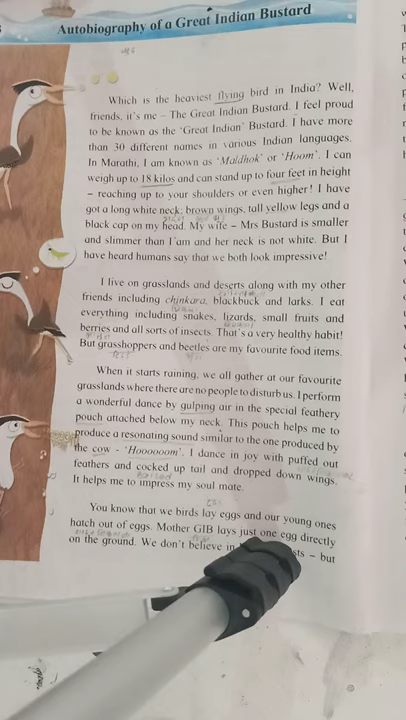 Autobiography of a Great Indian Bustard
Which is the heaviest flying bird in India? Well,
friends, it's me – The Great Indian Bustard. I feel proud
to be known as the 'Great Indian' Bustard. I have more
than 30 different names in various Indian languages.
In Marathi, I am known as 'Maldhok' or 'Hoom'. I can
weigh up to 18 kilos and can stand up to four feet in height
– reaching up to your shoulders or even higher! I have
got a long white neck, brown wings, tall yellow legs and a
black cap on my head. My wife – Mrs Bustard is smaller
and slimmer than I am and her neck is not white. But I
have heard humans say that we both look impressive!
I live on grasslands and deserts along with my other
friends including chinkara, blackbuck and larks. I eat
everything including snakes, lizards, small fruits and
berries and all sorts of insects. That's a very healthy habit!
But grasshoppers and beetles are my favourite food items.
When it starts raining, we all gather at our favourite
grasslands where there are no people to disturb us. I perform
a wonderful dance by gulping air in the special feathery
pouch attached below my neck. This pouch helps me to
produce a resonating sound similar to the one produced by
the cow - 'Hoooooom'. I dance in joy with puffed out
feathers and cocked up tail and dropped down wings.
It helps me to impress my soul mate.
You know that we birds lay eggs and our young ones
hatch out of eggs. Mother GIB lays just one egg directly
on the ground. We don't believe in sts – but